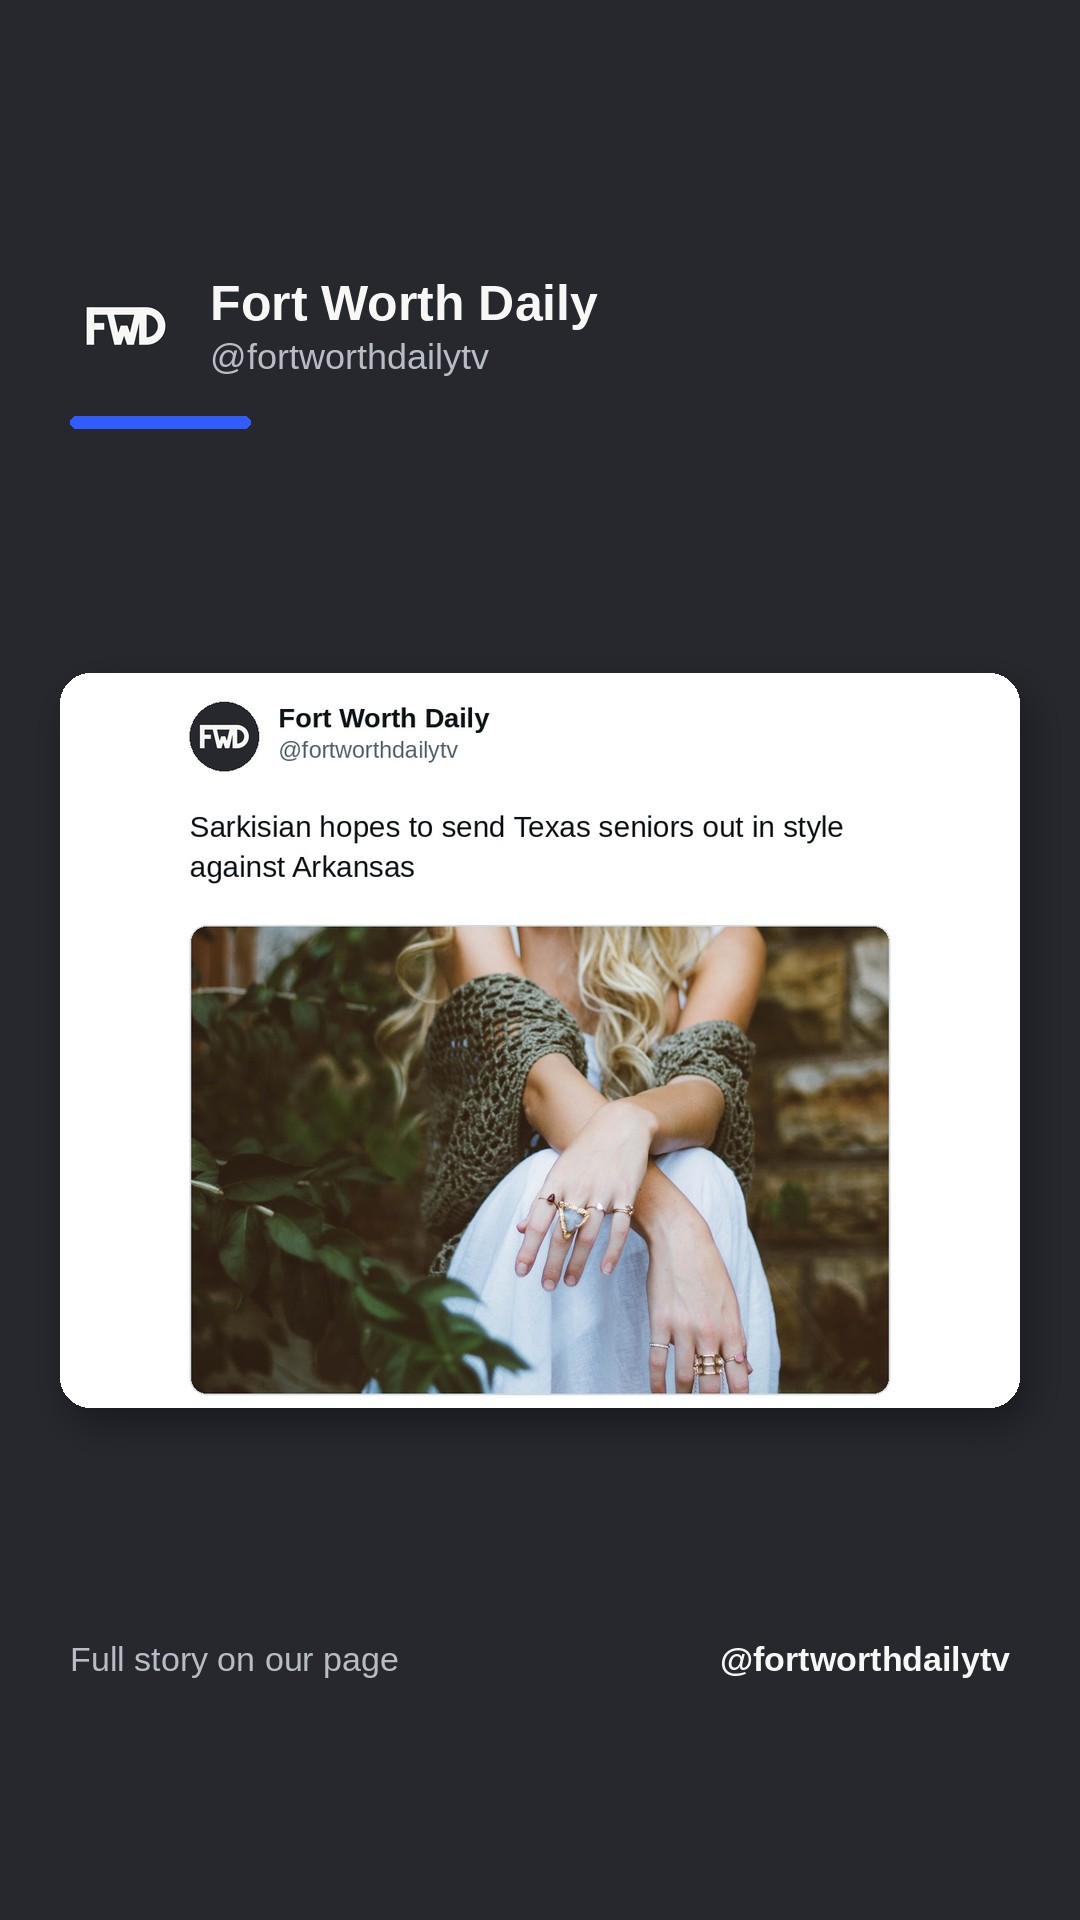 FWD
Fort Worth Daily
@fortworthdailytv
FWD
Fort Worth Daily
@fortworthdailytv
Sarkisian hopes to send Texas seniors out in style
against Arkansas
Full story on our page
@fortworthdailytv